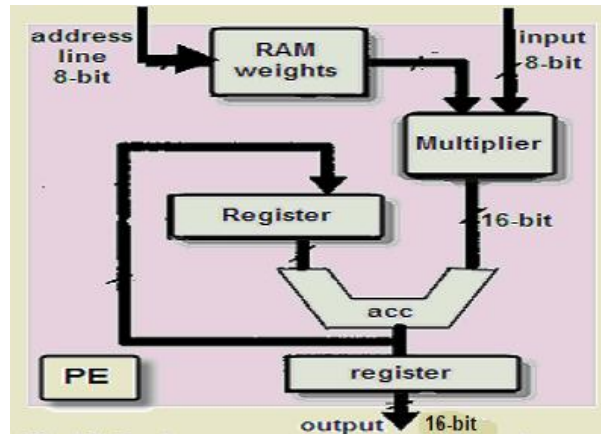 address
line
8-bit
RAM
weights
input
8-bit
Multiplier
Register
16-bit
acc
PE
register
output 16-bit